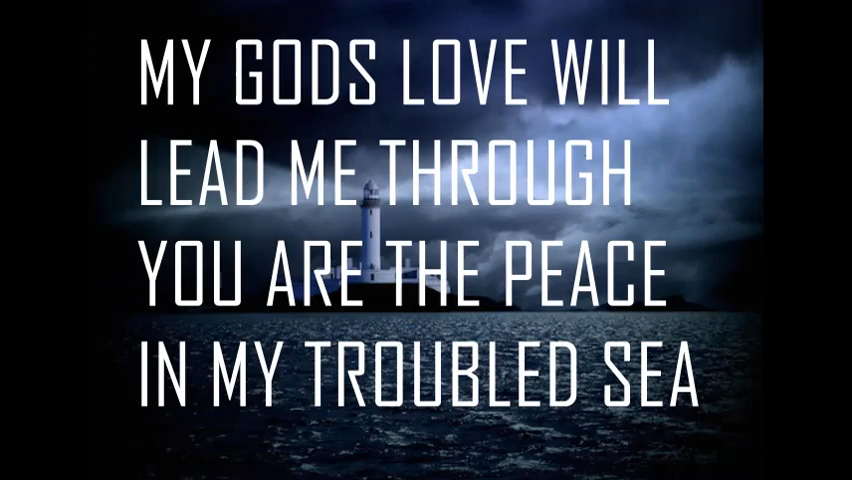 MY GODS LOVE WILL
LEAD ME THROUGH
YOU ARE THE PEACE
IN MY TROUBLED SEA